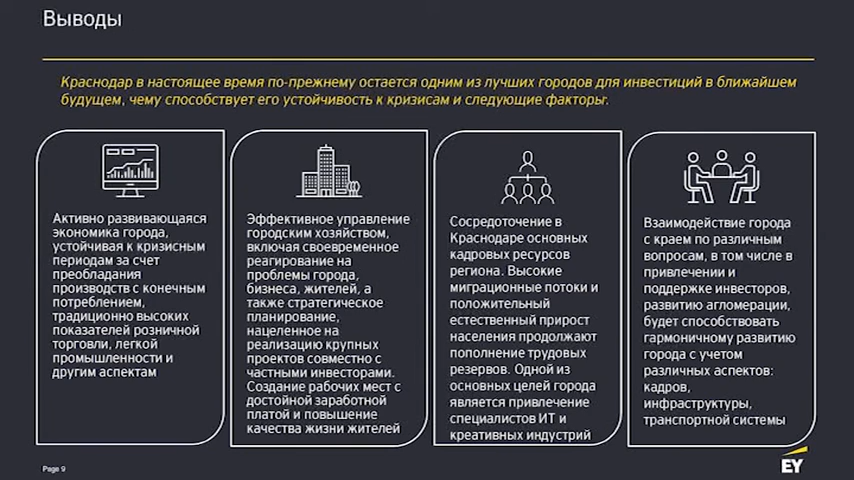 Выводы
Краснодар в настоящее время по-прежнему остается одним из лучших городов для инвестиций в ближайшем
будущем, чему способствует его устойчивость к кризисам и следующие факторы:
Активно развивающаяся
экономика города,
устойчивая к кризисным
периодам за счет
преобладания
производств с конечным
потреблением,
традиционно высоких
показателей розничной
торговли, легкой
промышленности и
другим аспектам
Эффективное управление
городским хозяйством,
включая своевременное
реагирование на
проблемы города,
бизнеса, жителей, а
также стратегическое
планирование,
нацеленное на
реализацию крупных
проектов совместно с
частными инвесторами.
Создание рабочих мест с
достойной заработной
платой и повышение
качества жизни жителей
Сосредоточение в
Краснодаре основных
кадровых ресурсов
региона. Высокие
миграционные потоки и
положительный
естественный прирост
населения продолжают
пополнение трудовых
резервов. Одной из
основных целей города
является привлечение
специалистов ИТ и
креативных индустрий
Взаимодействие города
с краем по различным
вопросам, в том числе в
привлечении и
поддержке инвесторов,
развитию агломерации,
будет способствовать
гармоничному развитию
города с учетом
различных аспектов:
кадров,
инфраструктуры,
транспортной системы
Page 9
EY